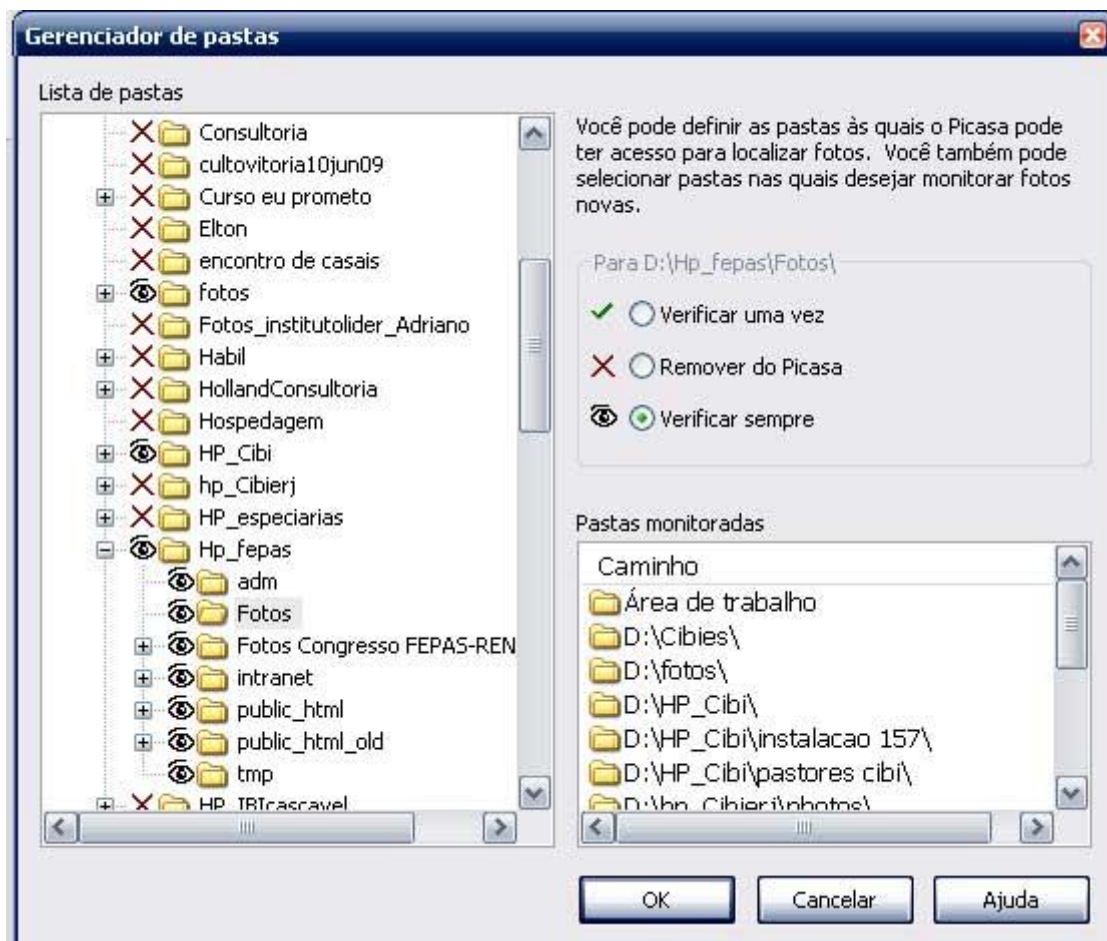 Gerenciador de pastas
Lista de pastas
Consultoria
cultovitoria10jun09
Curso eu prometo
Elton
encontro de casais
fotos
Fotos_institutolider_Adriano
Habil
HollandConsultoria
Hospedagem
HP_Cibi
hp_Cibierj
HP_especiarias
Hp_fepas
adm
Fotos
Fotos Congresso FEPAS-REN
intranet
public_html
public_html_old
tmp
HP_IBIcascavel
Você pode definir as pastas às quais o Picasa pode
ter acesso para localizar fotos. Você também pode
selecionar pastas nas quais desejar monitorar fotos
novas.
Para D:\Hp_fepas\Fotos\
Verificar uma vez
Remover do Picasa
Verificar sempre
Pastas monitoradas
Caminho
Área de trabalho
D:\Cibies\
D:\fotos\
D:\HP_Cibi\
D:\HP_Cibi\instalacao 157\
D:\HP_Cibi\pastores cibi\
D:\hp_Cibierj\photos\
OK
Cancelar
Ajuda